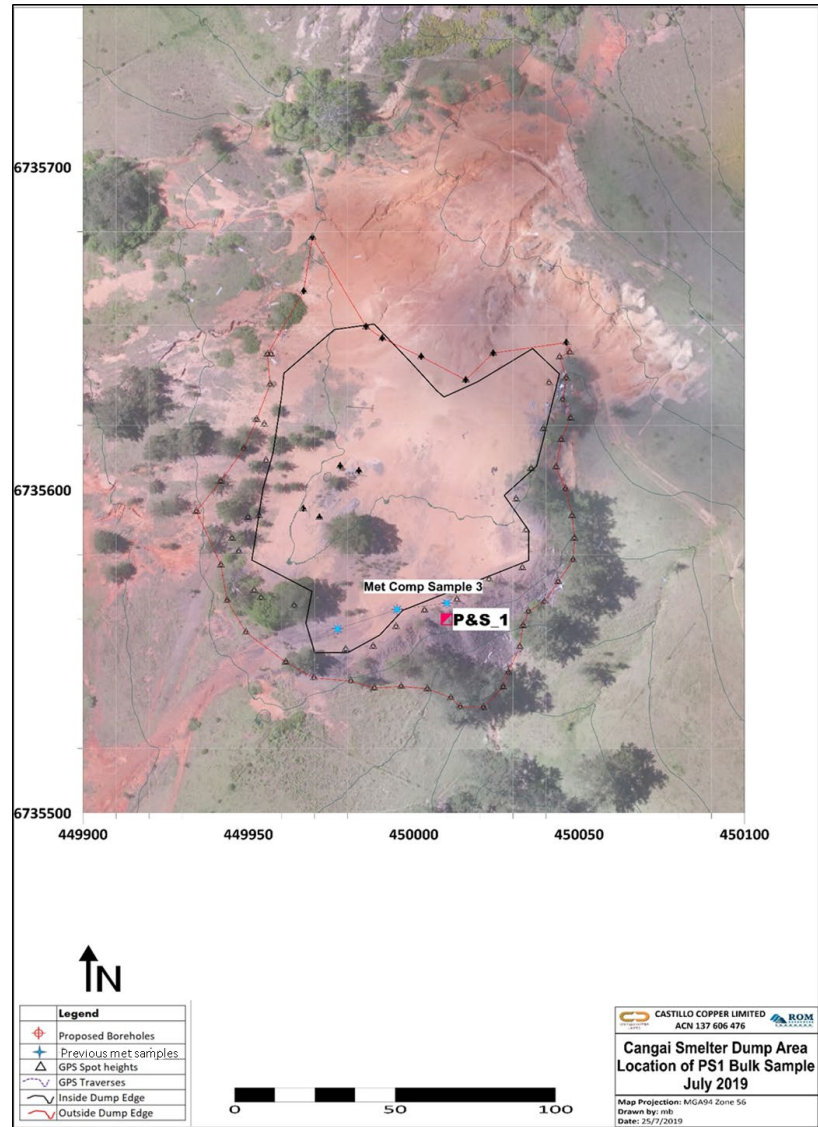 6735700
6735600
Met Comp Sample 3
P&S_1
6735500
449900
449950
450000
450050
450100
N
Legend
Proposed Boreholes
Previous met samples
GPS Spot heights
GPS Traverses
Inside Dump Edge
Outside Dump Edge
0
50
100
CASTILLO COPPER LIMITED
ACN 137 606 476
ROM
Cangai Smelter Dump Area
Location of PS1 Bulk Sample
July 2019
Map Projection: MGA94 Zone 56
Drawn by: mb
Date: 25/7/2019